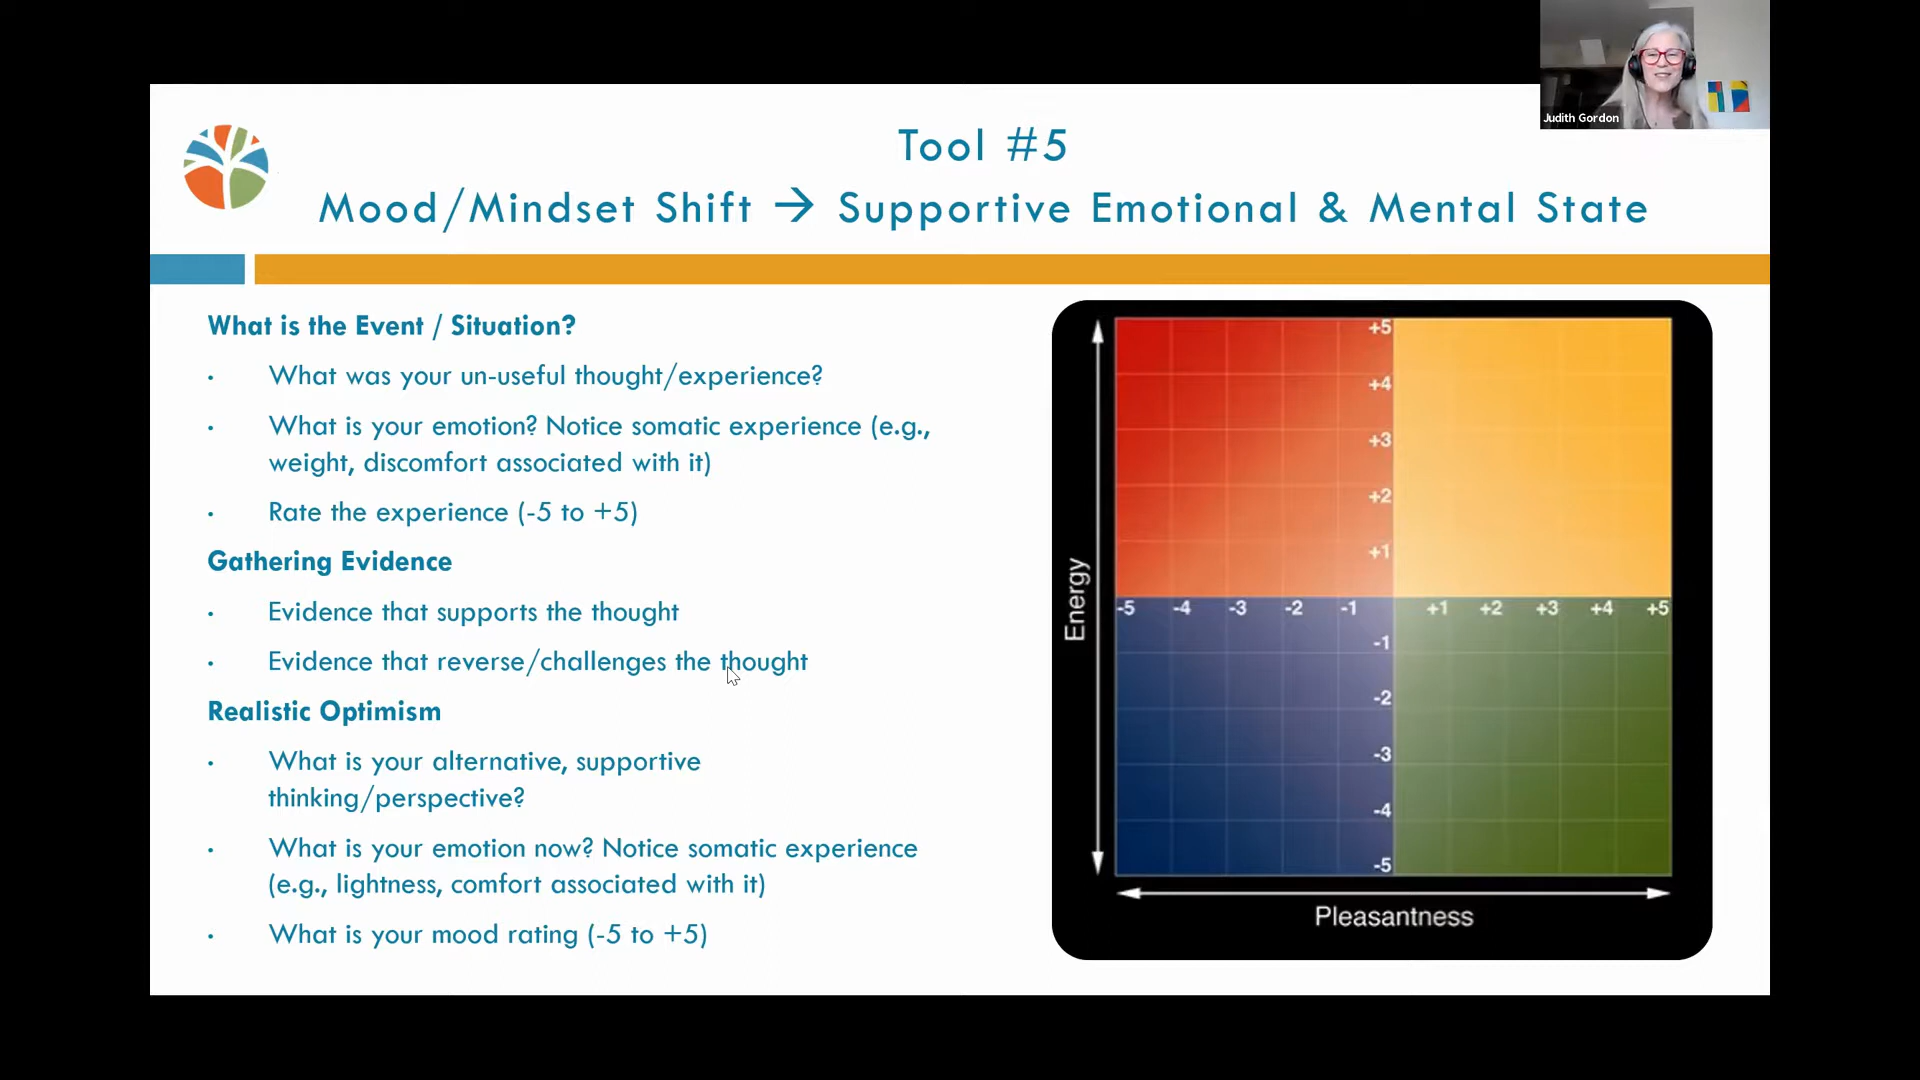 Judith Gordon
Tool #5
Mood/Mindset Shift → Supportive Emotional & Mental State
What is the Event / Situation?
• What was your un-useful thought/experience?
• What is your emotion? Notice somatic experience (e.g.,
weight, discomfort associated with it)
• Rate the experience (-5 to +5)
Gathering Evidence
• Evidence that supports the thought
• Evidence that reverse/challenges the thought
Realistic Optimism
• What is your alternative, supportive
thinking/perspective?
• What is your emotion now? Notice somatic experience
(e.g., lightness, comfort associated with it)
• What is your mood rating (-5 to +5)
Energy
+5
+4
+3
+2
+1
-5 -4 -3 -2 -1 +1 +2 +3 +4 +5
-1
-2
-3
-4
-5
Pleasantness